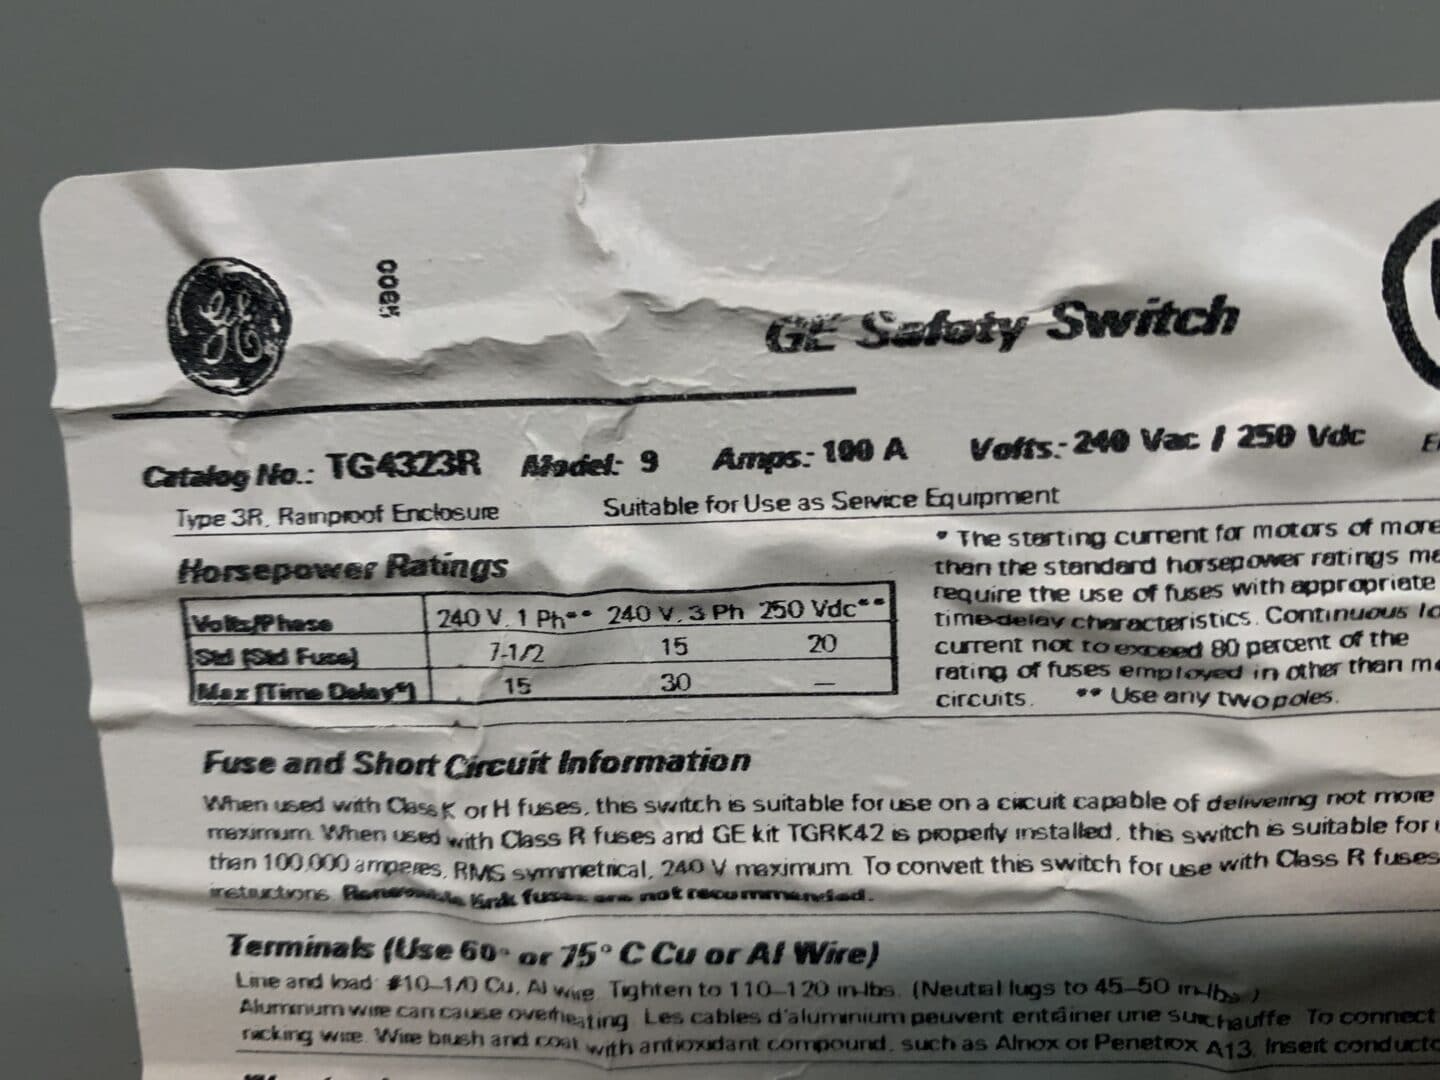 GE
GE Safety Switch
Catalog No.: TG4323R Model: 9 Amps: 100 A Volts: 240 Vac / 250 Vdc
Type 3R, Rainproof Enclosure Suitable for Use as Service Equipment
Horsepower Ratings
Volts/Phase 240 V, 1 Ph** 240 V, 3 Ph 250 Vdc**
Std (Std Fuse) 7-1/2 15 20
Max (Time Delay*) 15 30 —
* The starting current for motors of more
than the standard horsepower ratings
require the use of fuses with appropriate
time-delay characteristics. Continuous
current not to exceed 80 percent of the
rating of fuses employed in other than
circuits. ** Use any two poles.
Fuse and Short Circuit Information
When used with Class K or H fuses, this switch is suitable for use on a circuit capable of delivering not more
maximum. When used with Class R fuses and GE kit TGRK42 is properly installed, this switch is suitable for
than 100,000 amperes, RMS symmetrical, 240 V maximum. To convert this switch for use with Class R fuses
instructions. Renewable link fuses are not recommended.
Terminals (Use 60° or 75° C Cu or Al Wire)
Line and load: #10–1/0 Cu, Al wire. Tighten to 110–120 in-lbs. (Neutral lugs to 45–50 in-lbs.)
Aluminum wire can cause overheating. Les cables d'aluminium peuvent entráiner une surchauffe. To connect
racking wire. Wire brush and coat with antioxidant compound, such as Alnox or Penetrox A13. Insert